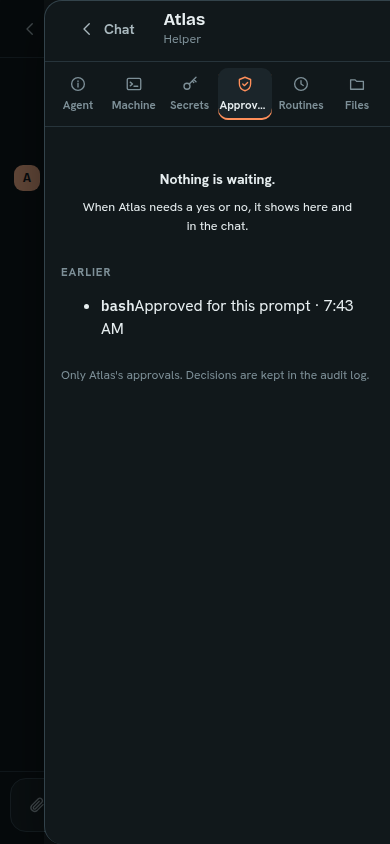 Chat
Atlas
Helper
Agent
Machine
Secrets
Approv...
Routines
Files
A
Nothing is waiting.
When Atlas needs a yes or no, it shows here and
in the chat.
EARLIER
• bashApproved for this prompt · 7:43
AM
Only Atlas's approvals. Decisions are kept in the audit log.